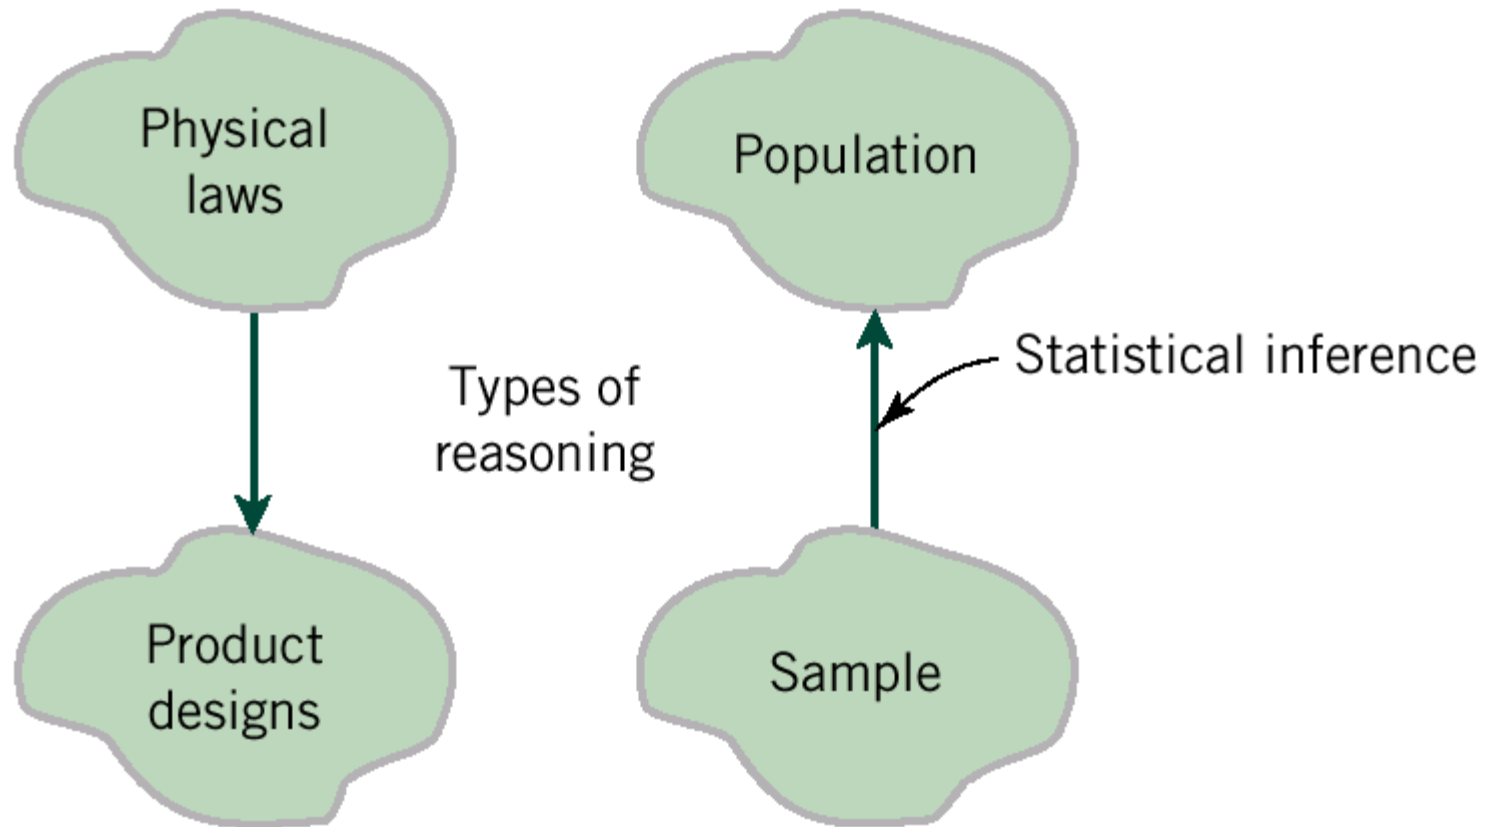 Physical
laws
Population
Types of
reasoning
Statistical inference
Product
designs
Sample